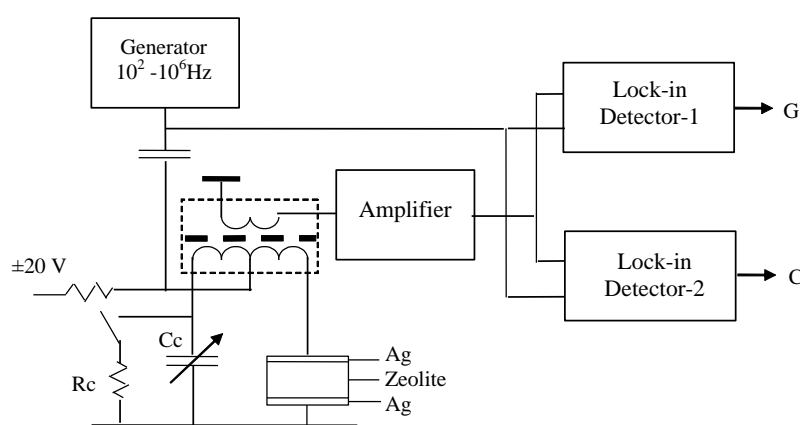 Generator
10² -10⁶Hz
Lock-in
Detector-1
G
Amplifier
±20 V
Lock-in
Detector-2
C
Cc
Rc
Ag
Zeolite
Ag